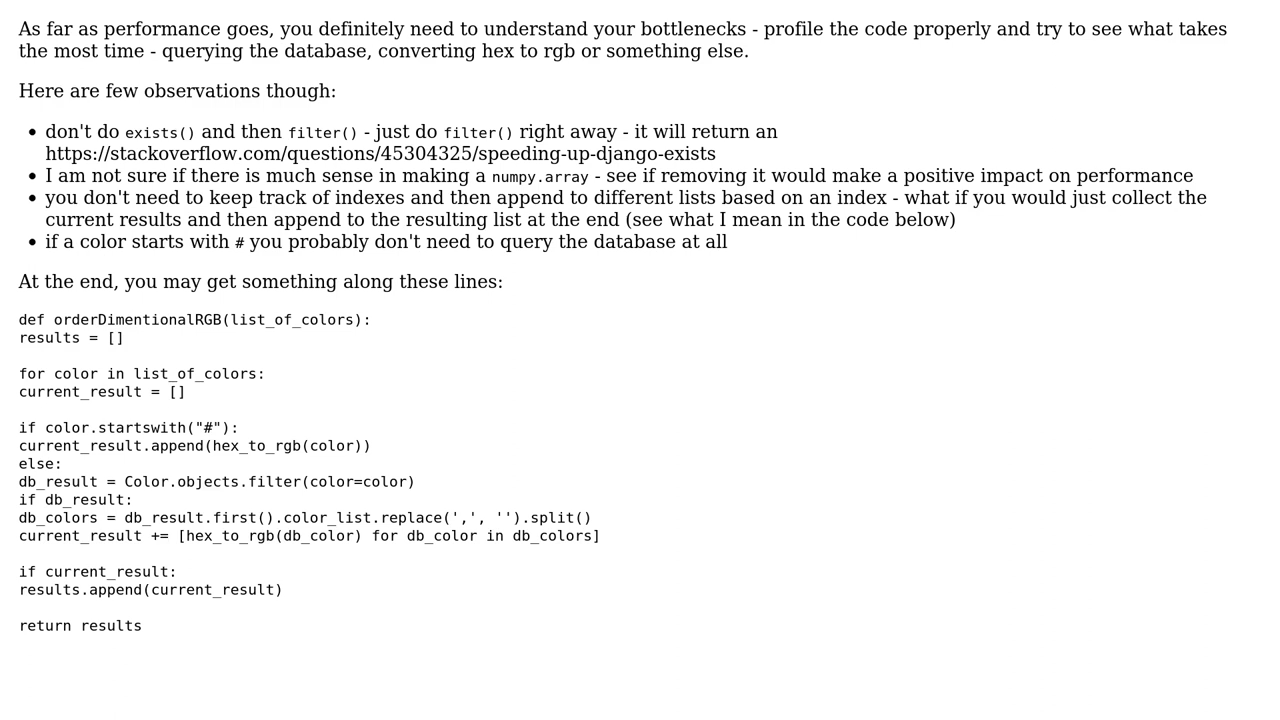 As far as performance goes, you definitely need to understand your bottlenecks - profile the code properly and try to see what takes
the most time - querying the database, converting hex to rgb or something else.
Here are few observations though:
• don't do exists() and then filter() - just do filter() right away - it will return an
https://stackoverflow.com/questions/45304325/speeding-up-django-exists
• I am not sure if there is much sense in making a numpy.array - see if removing it would make a positive impact on performance
• you don't need to keep track of indexes and then append to different lists based on an index - what if you would just collect the
current results and then append to the resulting list at the end (see what I mean in the code below)
• if a color starts with # you probably don't need to query the database at all
At the end, you may get something along these lines:
def orderDimentionalRGB(list_of_colors):
results = []
for color in list_of_colors:
current_result = []
if color.startswith("#"):
current_result.append(hex_to_rgb(color))
else:
db_result = Color.objects.filter(color=color)
if db_result:
db_colors = db_result.first().color_list.replace(',', '').split()
current_result += [hex_to_rgb(db_color) for db_color in db_colors]
if current_result:
results.append(current_result)
return results